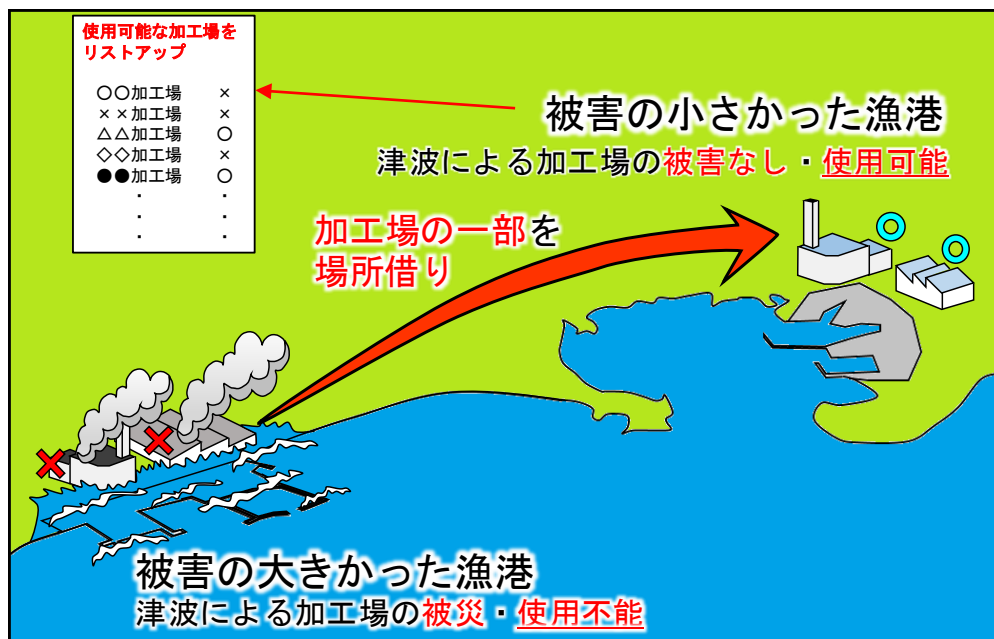 使用可能な加工場を
リストアップ
〇〇加工場 ×
××加工場 ×
△△加工場 〇
◇◇加工場 ×
●●加工場 〇
・ ・
・ ・
・ ・
被害の小さかった漁港
津波による加工場の被害なし・使用可能
加工場の一部を
場所借り
被害の大きかった漁港
津波による加工場の被災・使用不能